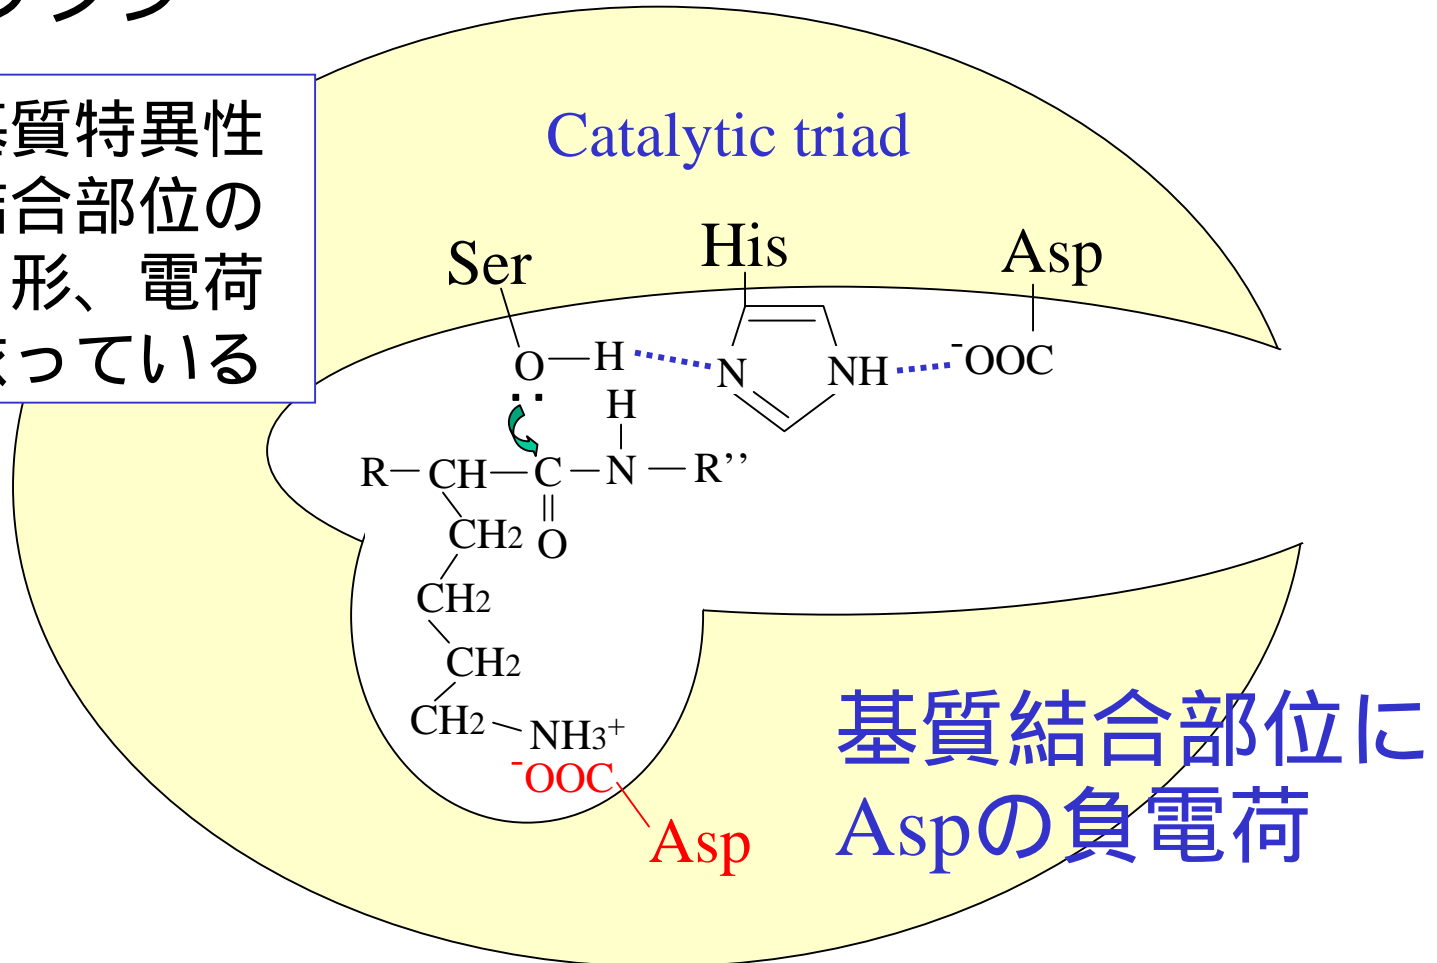 質特異性
合部位の
形、電荷
っている
Catalytic triad
Ser
His
Asp
O—H
N
NH
-OOC
H
R—CH—C—N—R’’
CH2
O
CH2
CH2
CH2
NH3+
-OOC
Asp
基質結合部位に
Aspの負電荷